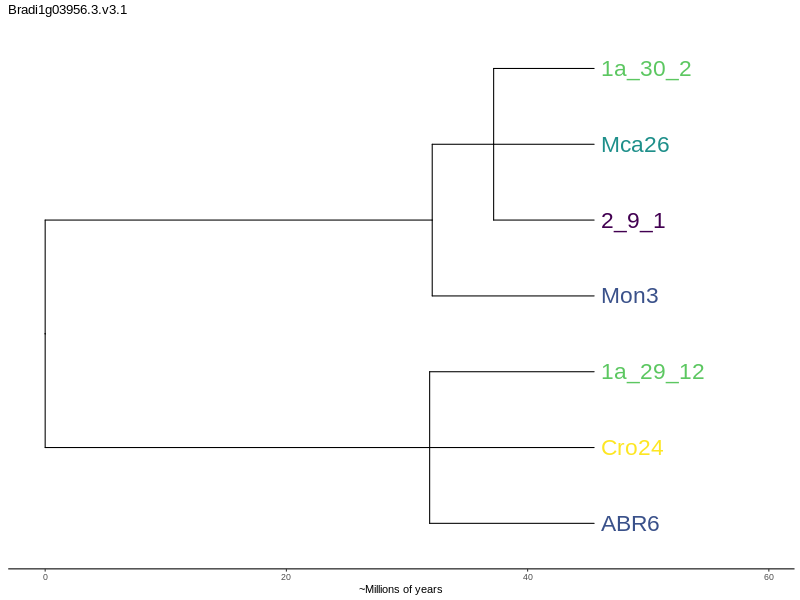 Bradi1g03956.3.v3.1
1a_30_2
Mca26
2_9_1
Mon3
1a_29_12
Cro24
ABR6
0 20 40 60
~Millions of years